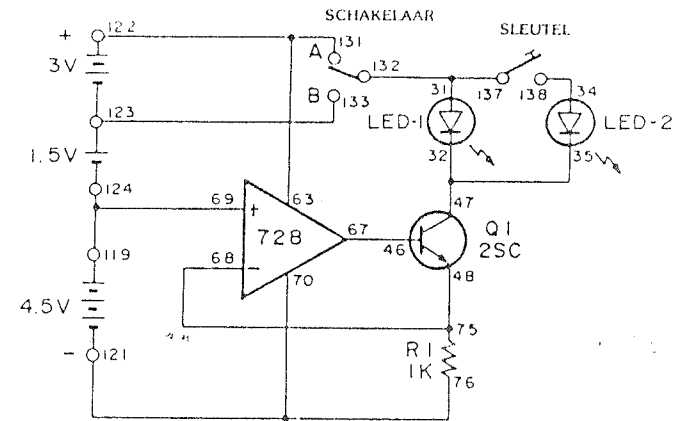 SCHAKELAAR
SLEUTEL
+ 122
3V
A 131
132
B 133
123
31 137 138 34
LED-1 LED-2
32 35
1.5V
124
69 + 63
728 67
68 - 70
47
46 Q1
2SC
48
119
4.5V
- 121
75
R1
1K
76